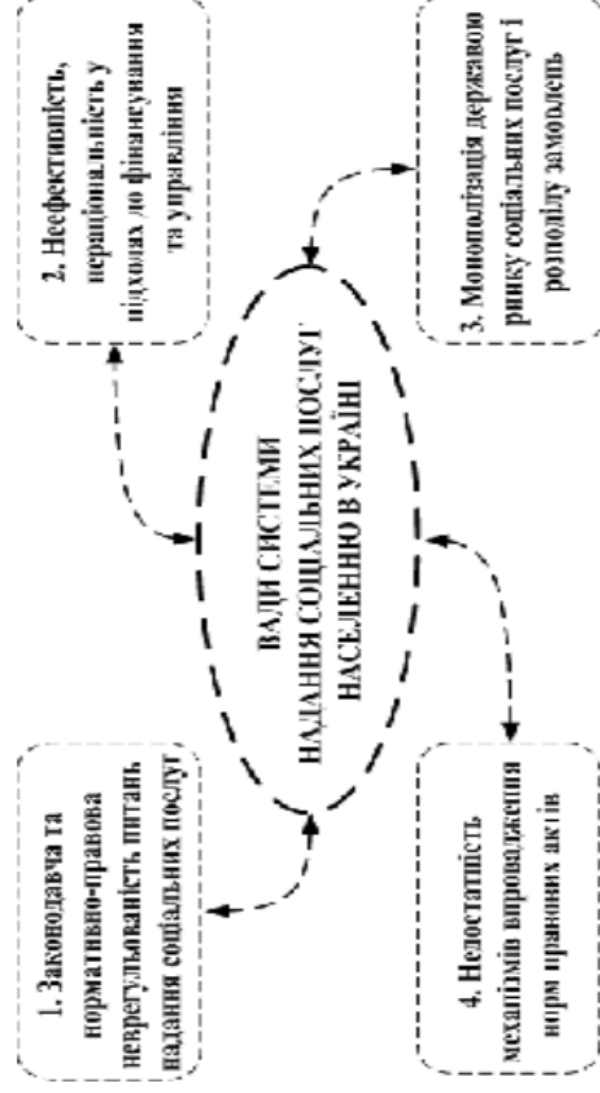 1. Законодавча та
нормативно-правова
неврегульованість питань
надання соціальних послуг
2. Неефективність,
нераціональність у
підходах до фінансування
та управління
ВАДИ СИСТЕМИ
НАДАННЯ СОЦІАЛЬНИХ ПОСЛУГ
НАСЕЛЕННЮ В УКРАЇНІ
4. Недостатність
механізмів впровадження
норм правових актів
3. Монополізація державою
ринку соціальних послуг і
розподілу замовлень